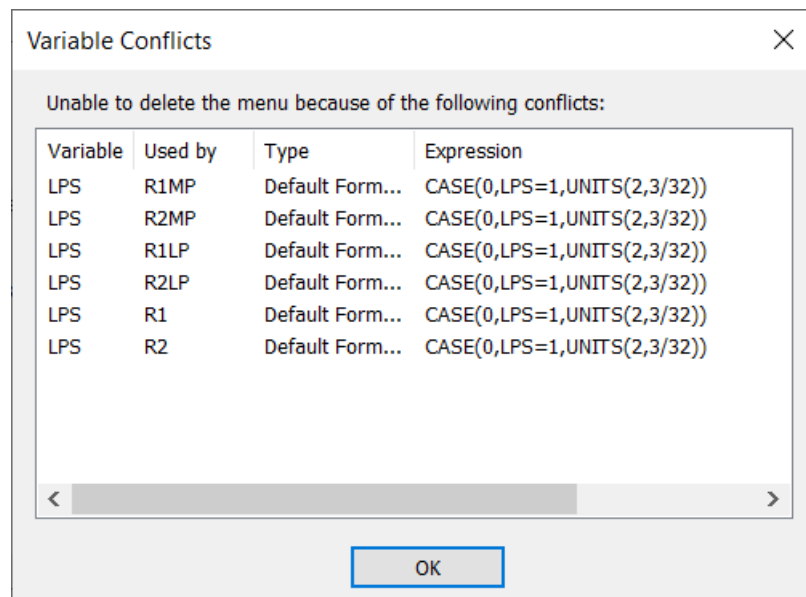 Variable Conflicts
Unable to delete the menu because of the following conflicts:
Variable Used by Type Expression
LPS R1MP Default Form... CASE(0,LPS=1,UNITS(2,3/32))
LPS R2MP Default Form... CASE(0,LPS=1,UNITS(2,3/32))
LPS R1LP Default Form... CASE(0,LPS=1,UNITS(2,3/32))
LPS R2LP Default Form... CASE(0,LPS=1,UNITS(2,3/32))
LPS R1 Default Form... CASE(0,LPS=1,UNITS(2,3/32))
LPS R2 Default Form... CASE(0,LPS=1,UNITS(2,3/32))
OK